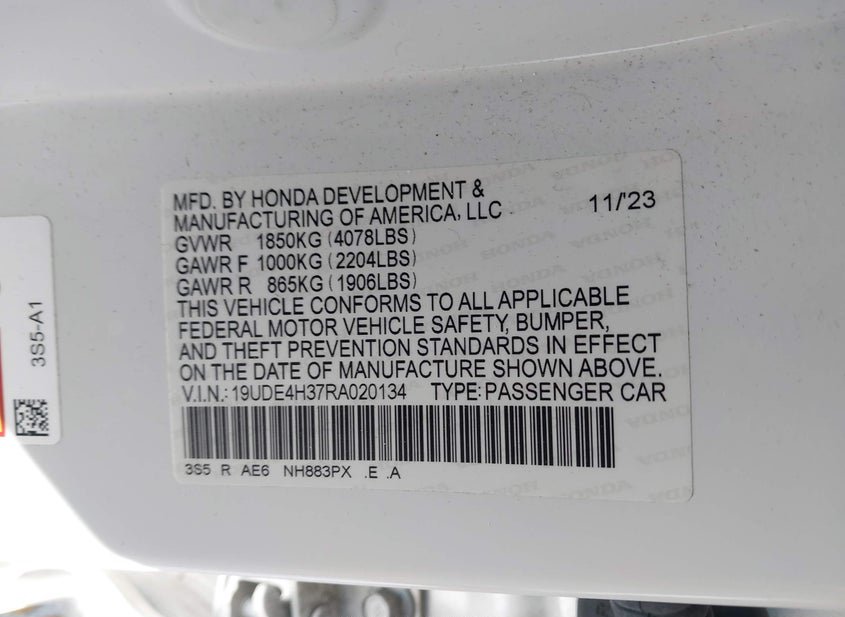 MFD. BY HONDA DEVELOPMENT &
MANUFACTURING OF AMERICA, LLC 11/'23
GVWR 1850KG (4078LBS)
GAWR F 1000KG (2204LBS)
GAWR R 865KG (1906LBS)
THIS VEHICLE CONFORMS TO ALL APPLICABLE
FEDERAL MOTOR VEHICLE SAFETY, BUMPER,
AND THEFT PREVENTION STANDARDS IN EFFECT
ON THE DATE OF MANUFACTURE SHOWN ABOVE.
V.I.N.: 19UDE4H37RA020134 TYPE: PASSENGER CAR
3S5 R AE6 NH883PX .E .A
3S5-A1
HONDA